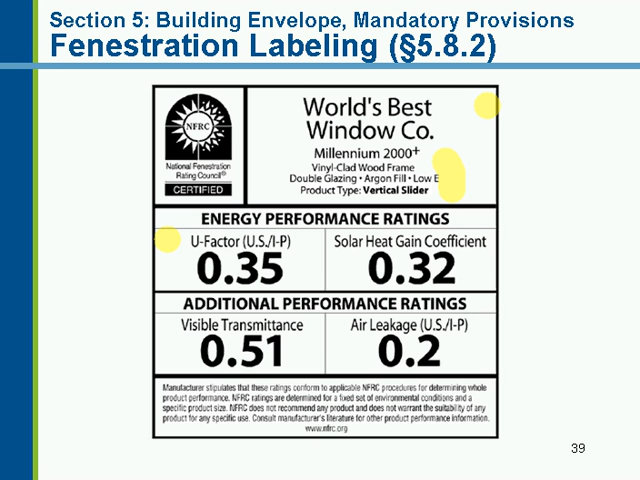 Section 5: Building Envelope, Mandatory Provisions
Fenestration Labeling (§5.8.2)
NFRC
National Fenestration
Rating Council®
CERTIFIED
World's Best
Window Co.
Millennium 2000+
Vinyl-Clad Wood Frame
Double Glazing • Argon Fill • Low E
Product Type: Vertical Slider
ENERGY PERFORMANCE RATINGS
U-Factor (U.S./I-P)
0.35
Solar Heat Gain Coefficient
0.32
ADDITIONAL PERFORMANCE RATINGS
Visible Transmittance
0.51
Air Leakage (U.S./I-P)
0.2
Manufacturer stipulates that these ratings conform to applicable NFRC procedures for determining whole
product performance. NFRC ratings are determined for a fixed set of environmental conditions and a
specific product size. NFRC does not recommend any product and does not warrant the suitability of any
product for any specific use. Consult manufacturer's literature for other product performance information.
www.nfrc.org
39